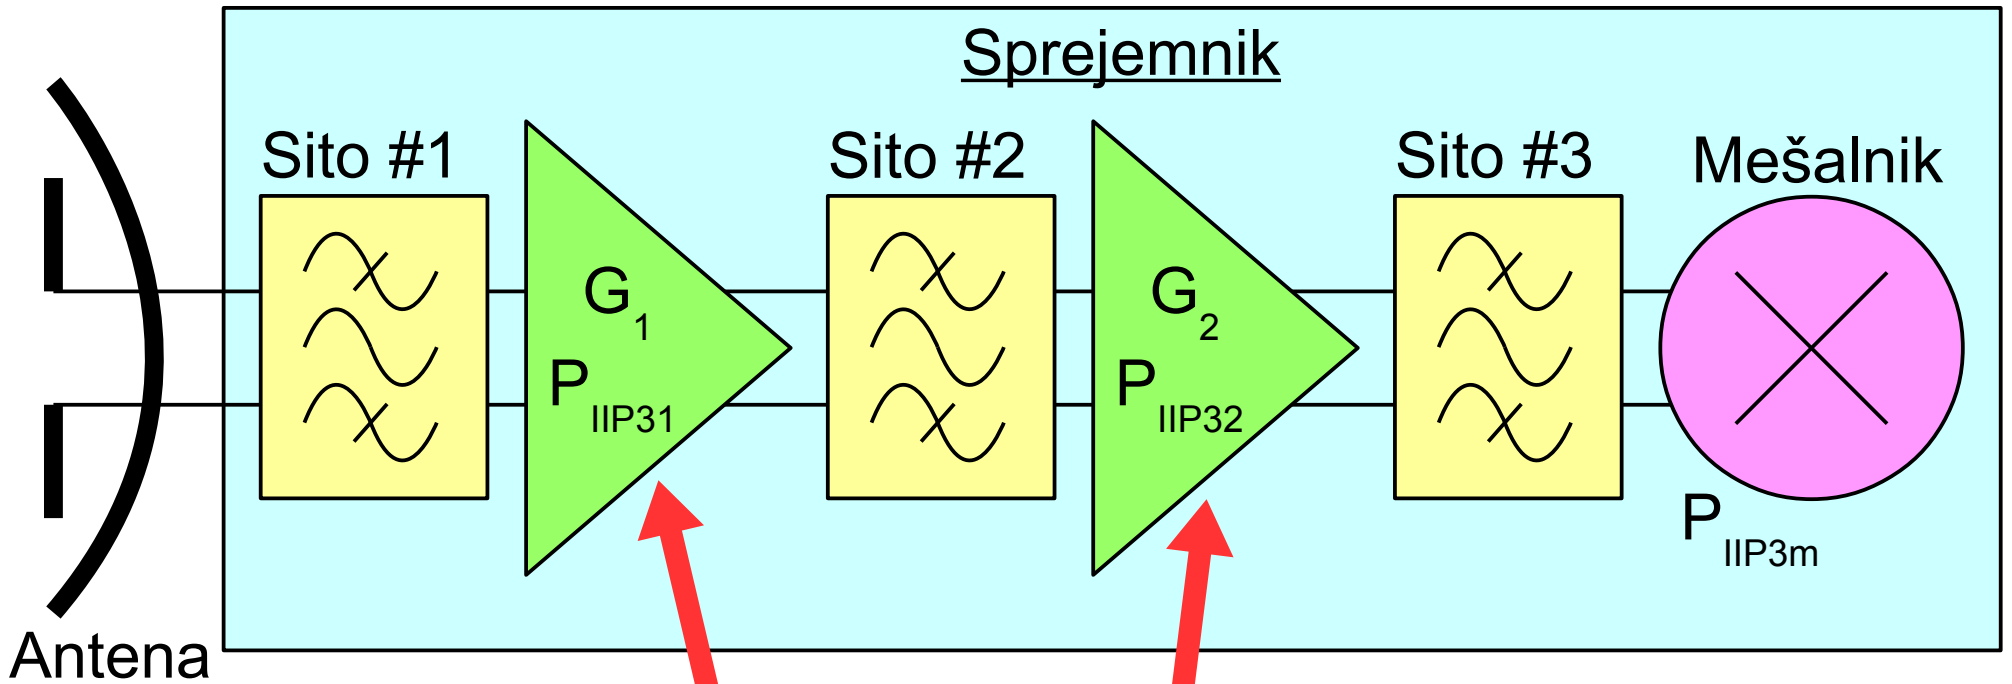 Sprejemnik
Sito #1
Sito #2
Sito #3
Mešalnik
G1
PIIP31
G2
PIIP32
PIIP3m
Antena